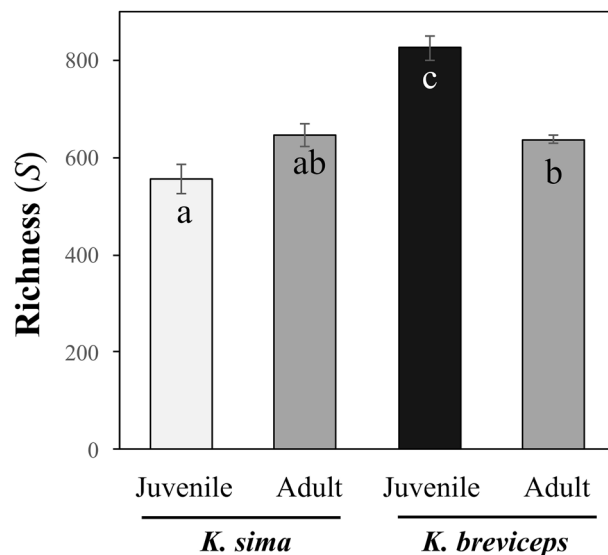 Richness (S)
800
600
400
200
0
a
ab
c
b
Juvenile Adult Juvenile Adult
K. sima K. breviceps